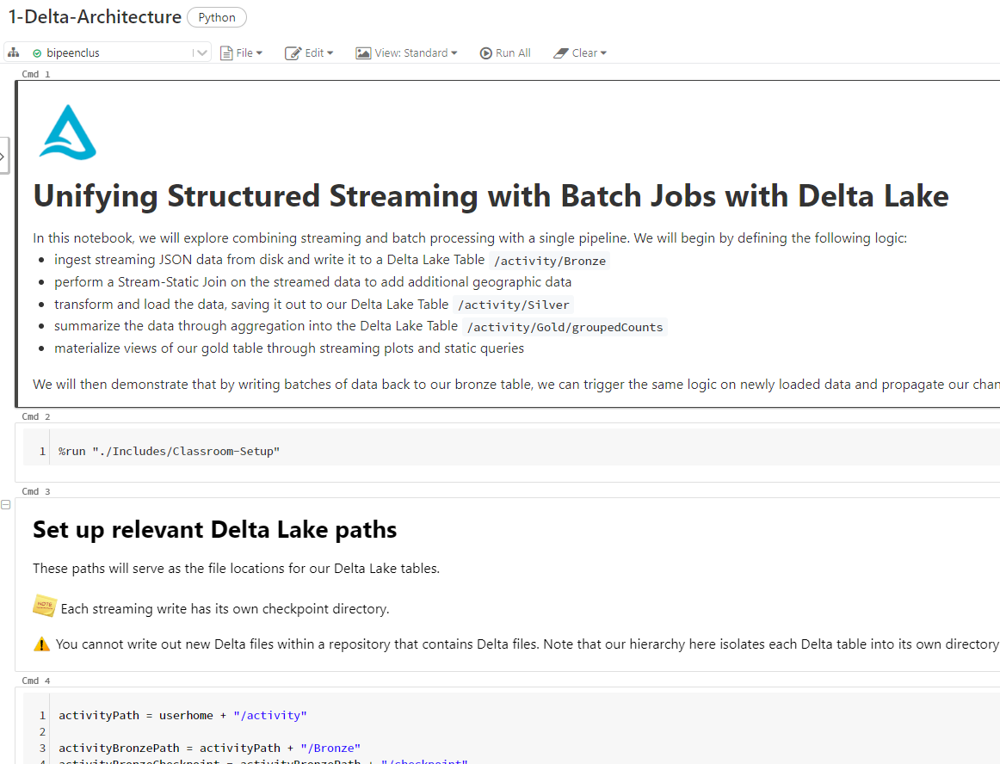 1-Delta-Architecture Python
bipeenclus File Edit View: Standard Run All Clear
Cmd 1
Unifying Structured Streaming with Batch Jobs with Delta Lake
In this notebook, we will explore combining streaming and batch processing with a single pipeline. We will begin by defining the following logic:
• ingest streaming JSON data from disk and write it to a Delta Lake Table /activity/Bronze
• perform a Stream-Static Join on the streamed data to add additional geographic data
• transform and load the data, saving it out to our Delta Lake Table /activity/Silver
• summarize the data through aggregation into the Delta Lake Table /activity/Gold/groupedCounts
• materialize views of our gold table through streaming plots and static queries
We will then demonstrate that by writing batches of data back to our bronze table, we can trigger the same logic on newly loaded data and propagate our chan
Cmd 2
1 %run "./Includes/Classroom-Setup"
Cmd 3
Set up relevant Delta Lake paths
These paths will serve as the file locations for our Delta Lake tables.
NOTE Each streaming write has its own checkpoint directory.
You cannot write out new Delta files within a repository that contains Delta files. Note that our hierarchy here isolates each Delta table into its own directory
Cmd 4
1 activityPath = userhome + "/activity"
2
3 activityBronzePath = activityPath + "/Bronze"
4 activityBronzeCheckpoint = activityBronzePath + "/checkpoint"